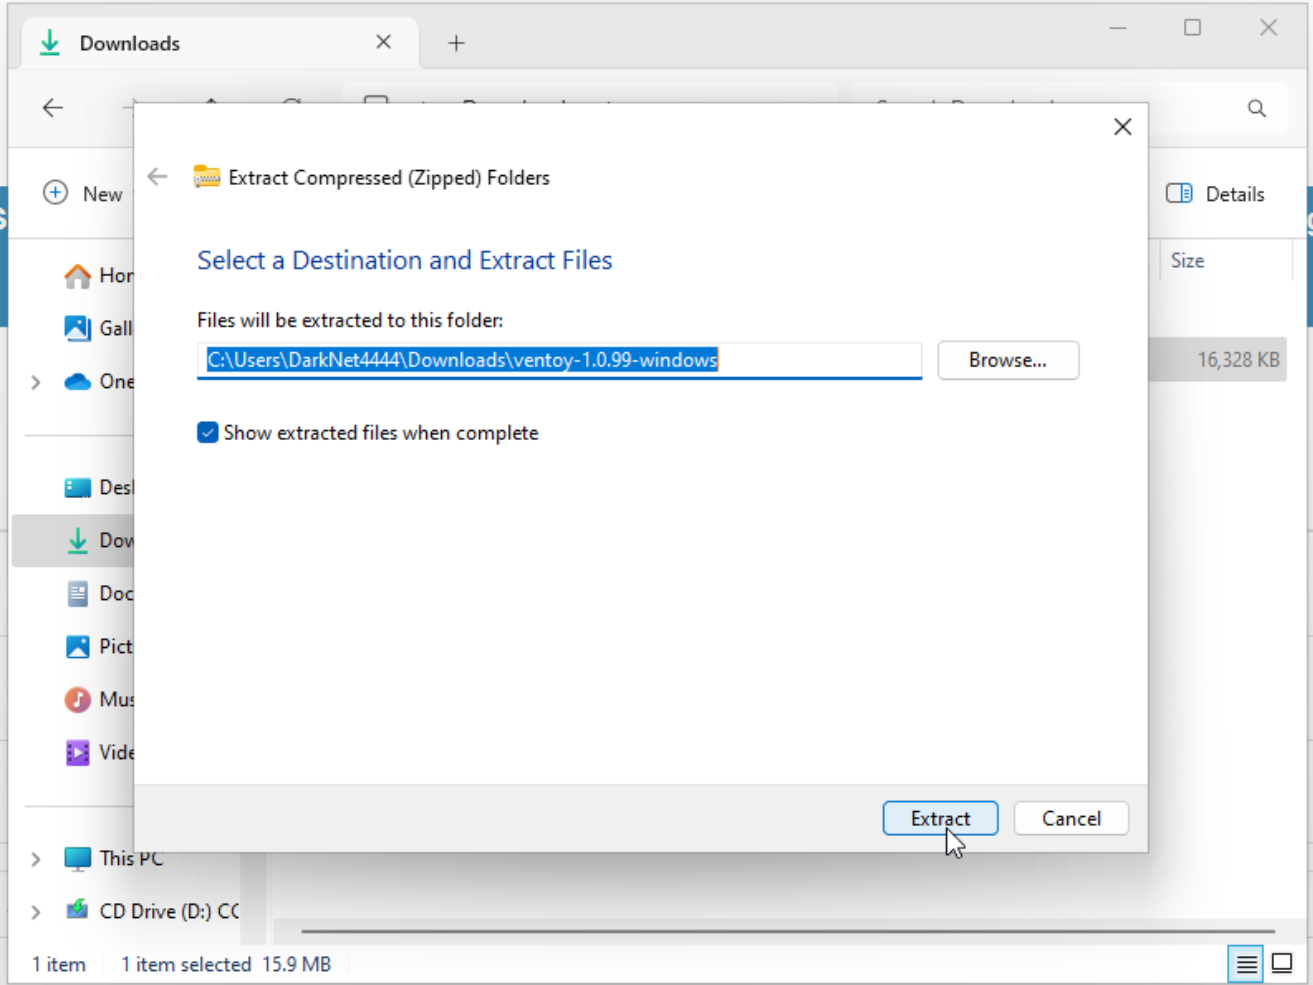 Downloads
New
Extract Compressed (Zipped) Folders
Details
Select a Destination and Extract Files
Size
Files will be extracted to this folder:
C:\Users\DarkNet4444\Downloads\ventoy-1.0.99-windows
Browse...
16,328 KB
Show extracted files when complete
Hor
Gall
One
Desl
Dow
Doc
Pict
Mus
Vide
Extract
Cancel
This PC
CD Drive (D:) CC
1 item
1 item selected 15.9 MB